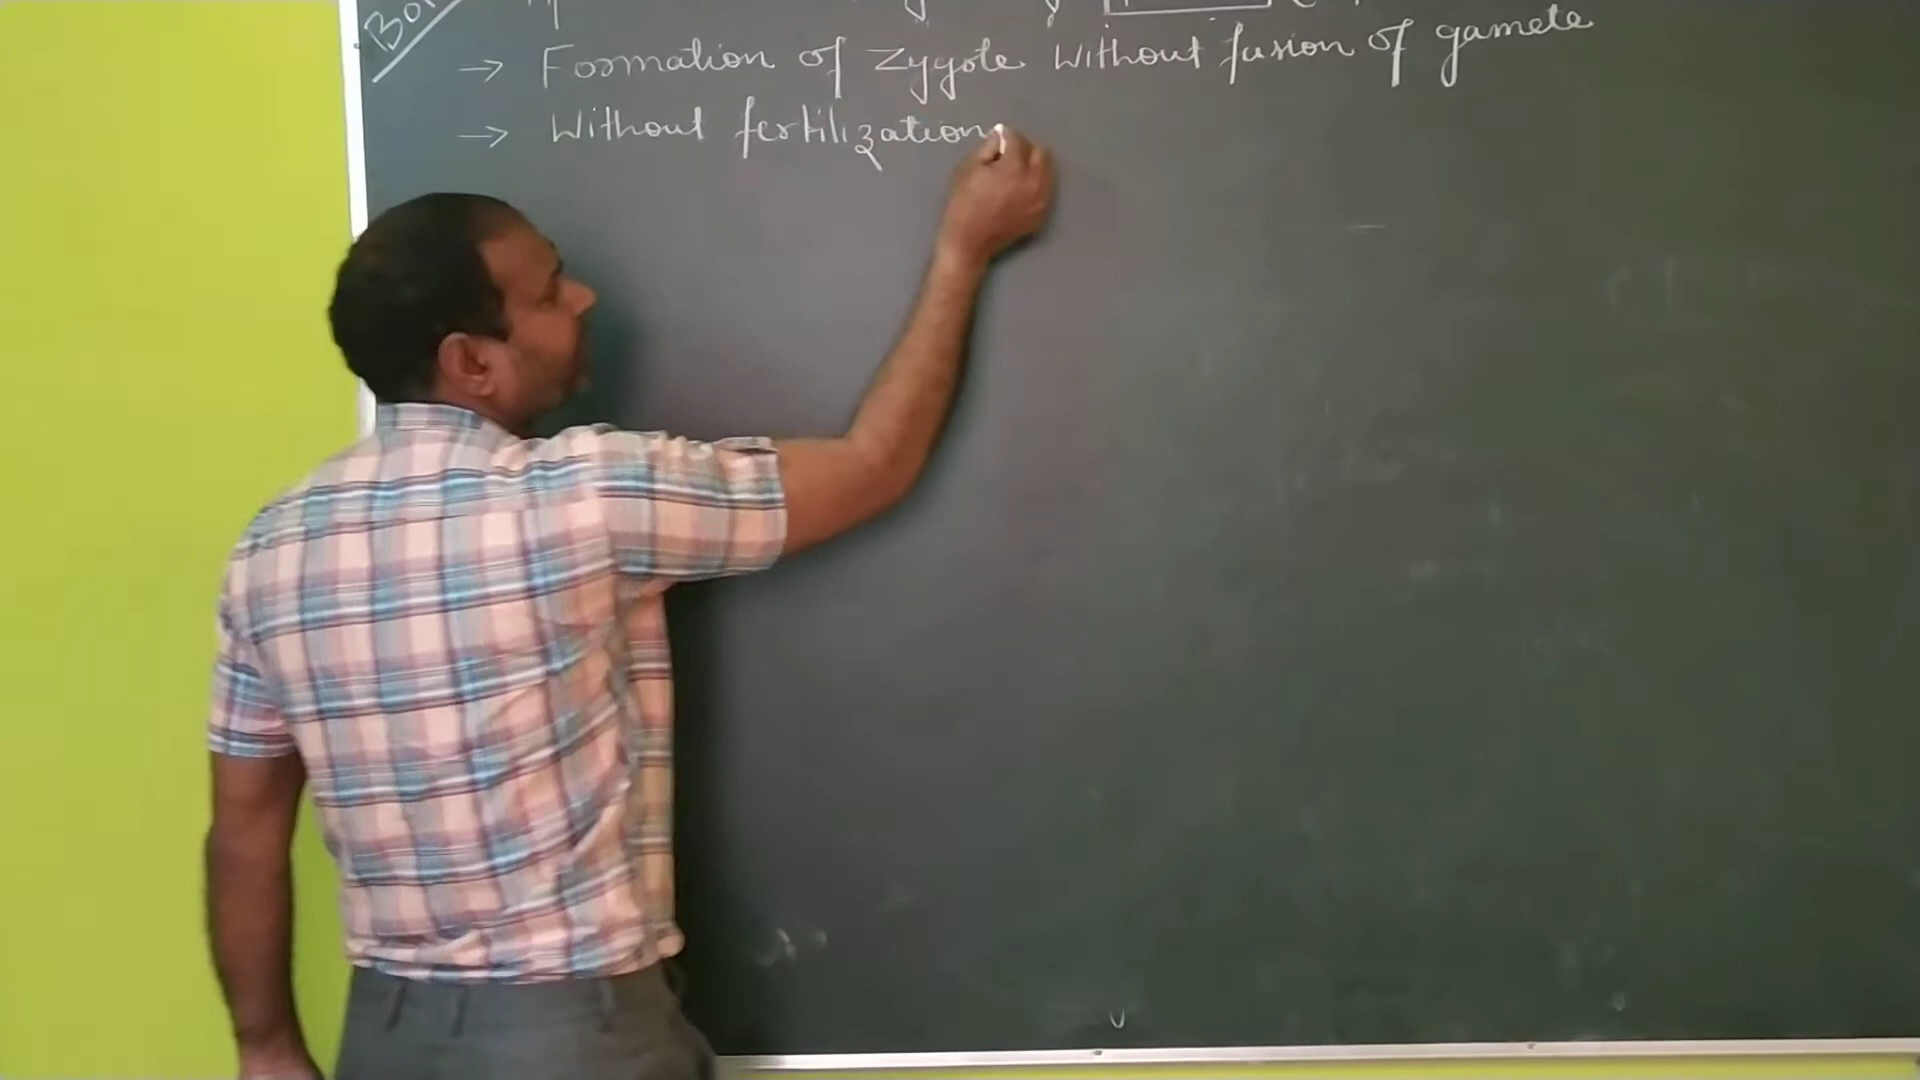 → Formation of Zygote Without fusion of gamete
→ Without fertilization